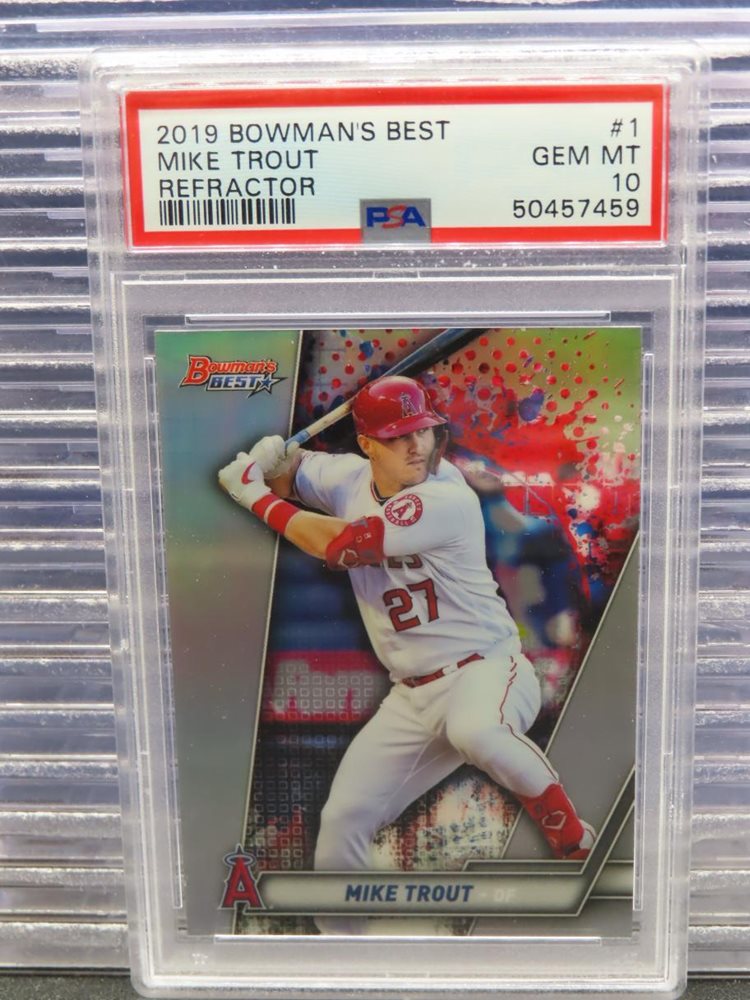 2019 BOWMAN'S BEST #1
MIKE TROUT GEM MT
REFRACTOR 10
PSA 50457459
Bowman's
BEST
A
27
A
MIKE TROUT - OF